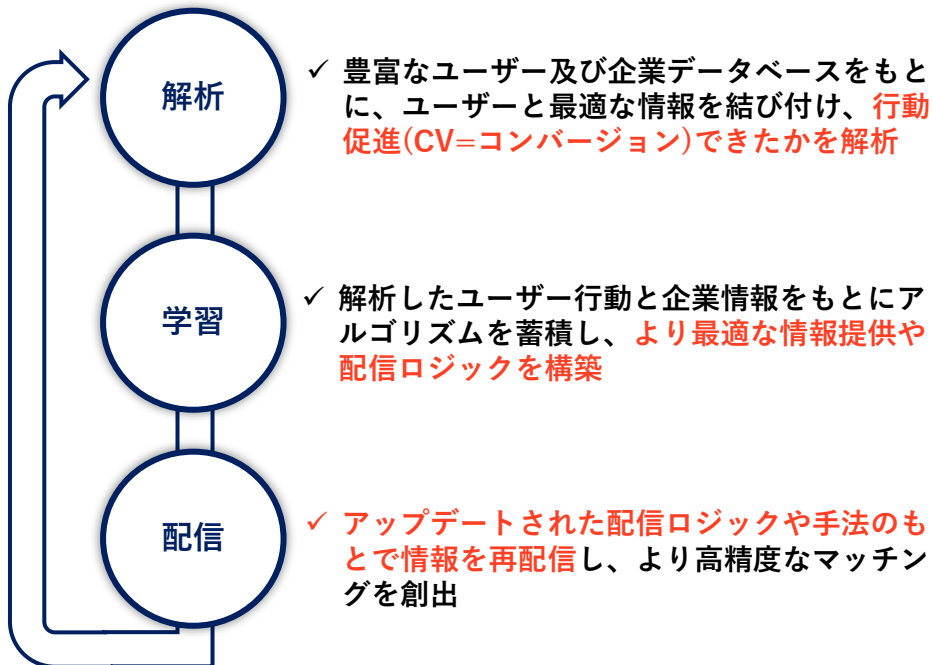 解析
✓ 豊富なユーザー及び企業データベースをもと
に、ユーザーと最適な情報を結び付け、行動
促進(CV=コンバージョン)できたかを解析
学習
✓ 解析したユーザー行動と企業情報をもとにア
ルゴリズムを蓄積し、より最適な情報提供や
配信ロジックを構築
配信
✓ アップデートされた配信ロジックや手法のも
とで情報を再配信し、より高精度なマッチン
グを創出